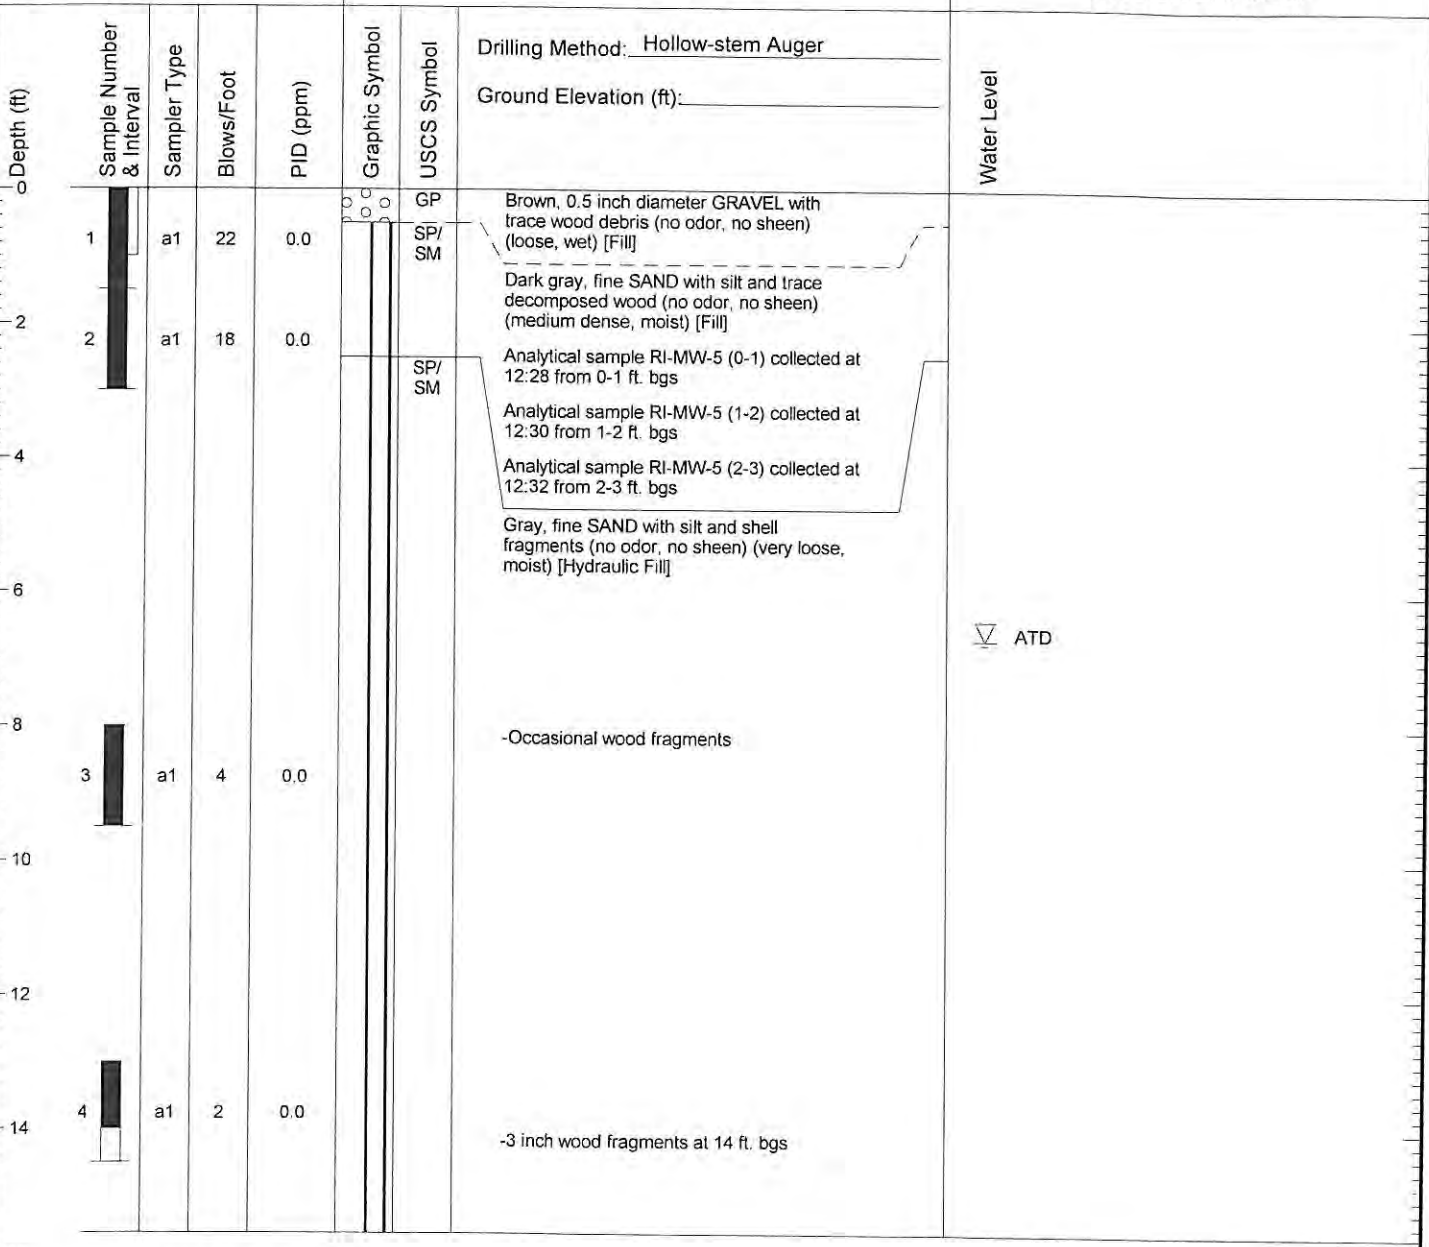 Drilling Method: Hollow-stem Auger
Ground Elevation (ft):
Depth (ft)
Sample Number
& Interval
Sampler Type
Blows/Foot
PID (ppm)
Graphic Symbol
USCS Symbol
Water Level
0
GP
Brown, 0.5 inch diameter GRAVEL with
trace wood debris (no odor, no sheen)
(loose, wet) [Fill]
1 a1 22 0.0
SP/
SM
Dark gray, fine SAND with silt and trace
decomposed wood (no odor, no sheen)
(medium dense, moist) [Fill]
2
2 a1 18 0.0
Analytical sample RI-MW-5 (0-1) collected at
12:28 from 0-1 ft. bgs
SP/
SM
Analytical sample RI-MW-5 (1-2) collected at
12:30 from 1-2 ft. bgs
4
Analytical sample RI-MW-5 (2-3) collected at
12:32 from 2-3 ft. bgs
Gray, fine SAND with silt and shell
fragments (no odor, no sheen) (very loose,
moist) [Hydraulic Fill]
6
ATD
8
-Occasional wood fragments
3 a1 4 0.0
10
12
4 a1 2 0.0
14
-3 inch wood fragments at 14 ft. bgs